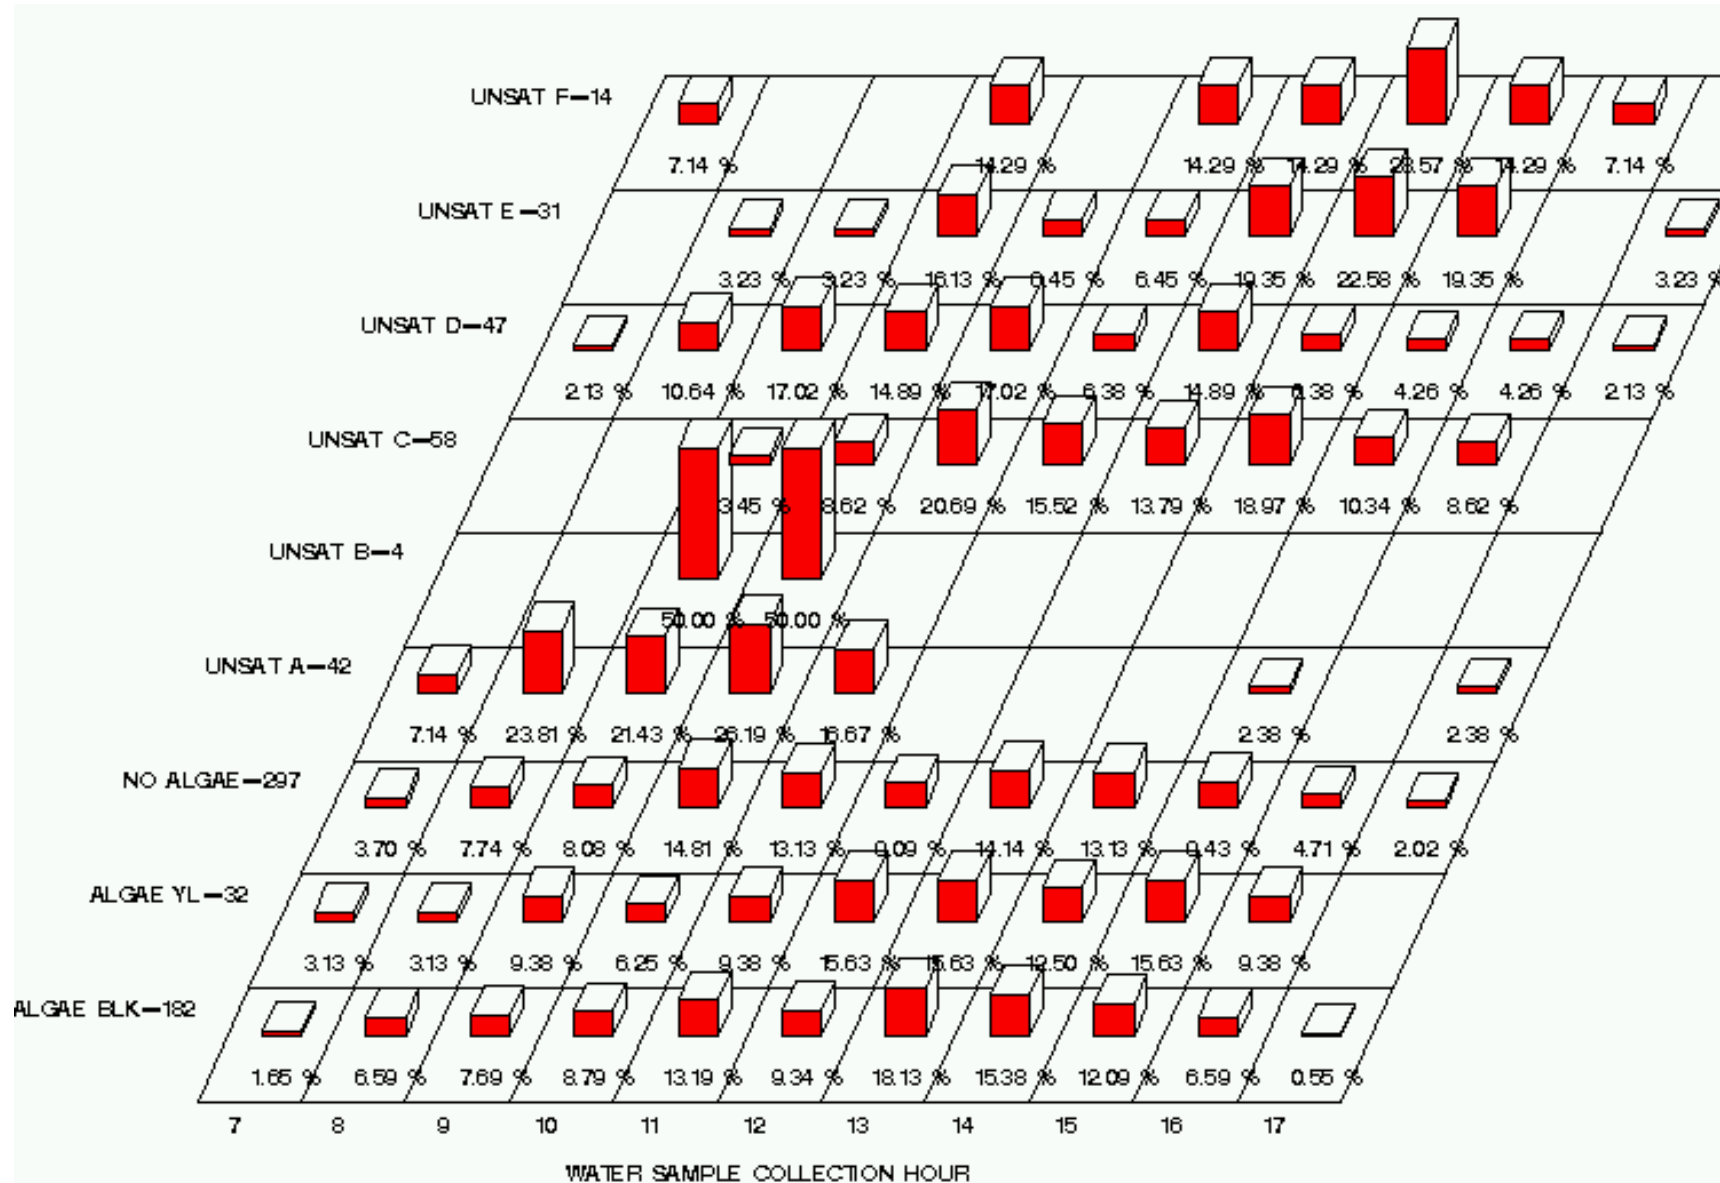 UNSAT F—14
7.14 % 14.29 % 14.29 % 14.29 % 28.57 % 14.29 % 7.14 %
UNSAT E—31
3.23 % 3.23 % 16.13 % 6.45 % 6.45 % 19.35 % 22.58 % 19.35 % 3.23 %
UNSAT D—47
2.13 % 10.64 % 17.02 % 14.89 % 17.02 % 6.38 % 14.89 % 6.38 % 4.26 % 4.26 % 2.13 %
UNSAT C—58
3.45 % 8.62 % 20.69 % 15.52 % 13.79 % 18.97 % 10.34 % 8.62 %
UNSAT B—4
50.00 % 50.00 %
UNSAT A—42
7.14 % 23.81 % 21.43 % 26.19 % 16.67 % 2.38 % 2.38 %
NO ALGAE—297
3.70 % 7.74 % 8.08 % 14.81 % 13.13 % 9.09 % 14.14 % 13.13 % 9.43 % 4.71 % 2.02 %
ALGAE YL—32
3.13 % 3.13 % 9.38 % 6.25 % 9.38 % 15.63 % 15.63 % 12.50 % 15.63 % 9.38 %
ALGAE BLK—182
1.65 % 6.59 % 7.69 % 8.79 % 13.19 % 9.34 % 18.13 % 15.38 % 12.09 % 6.59 % 0.55 %
7 8 9 10 11 12 13 14 15 16 17
WATER SAMPLE COLLECTION HOUR